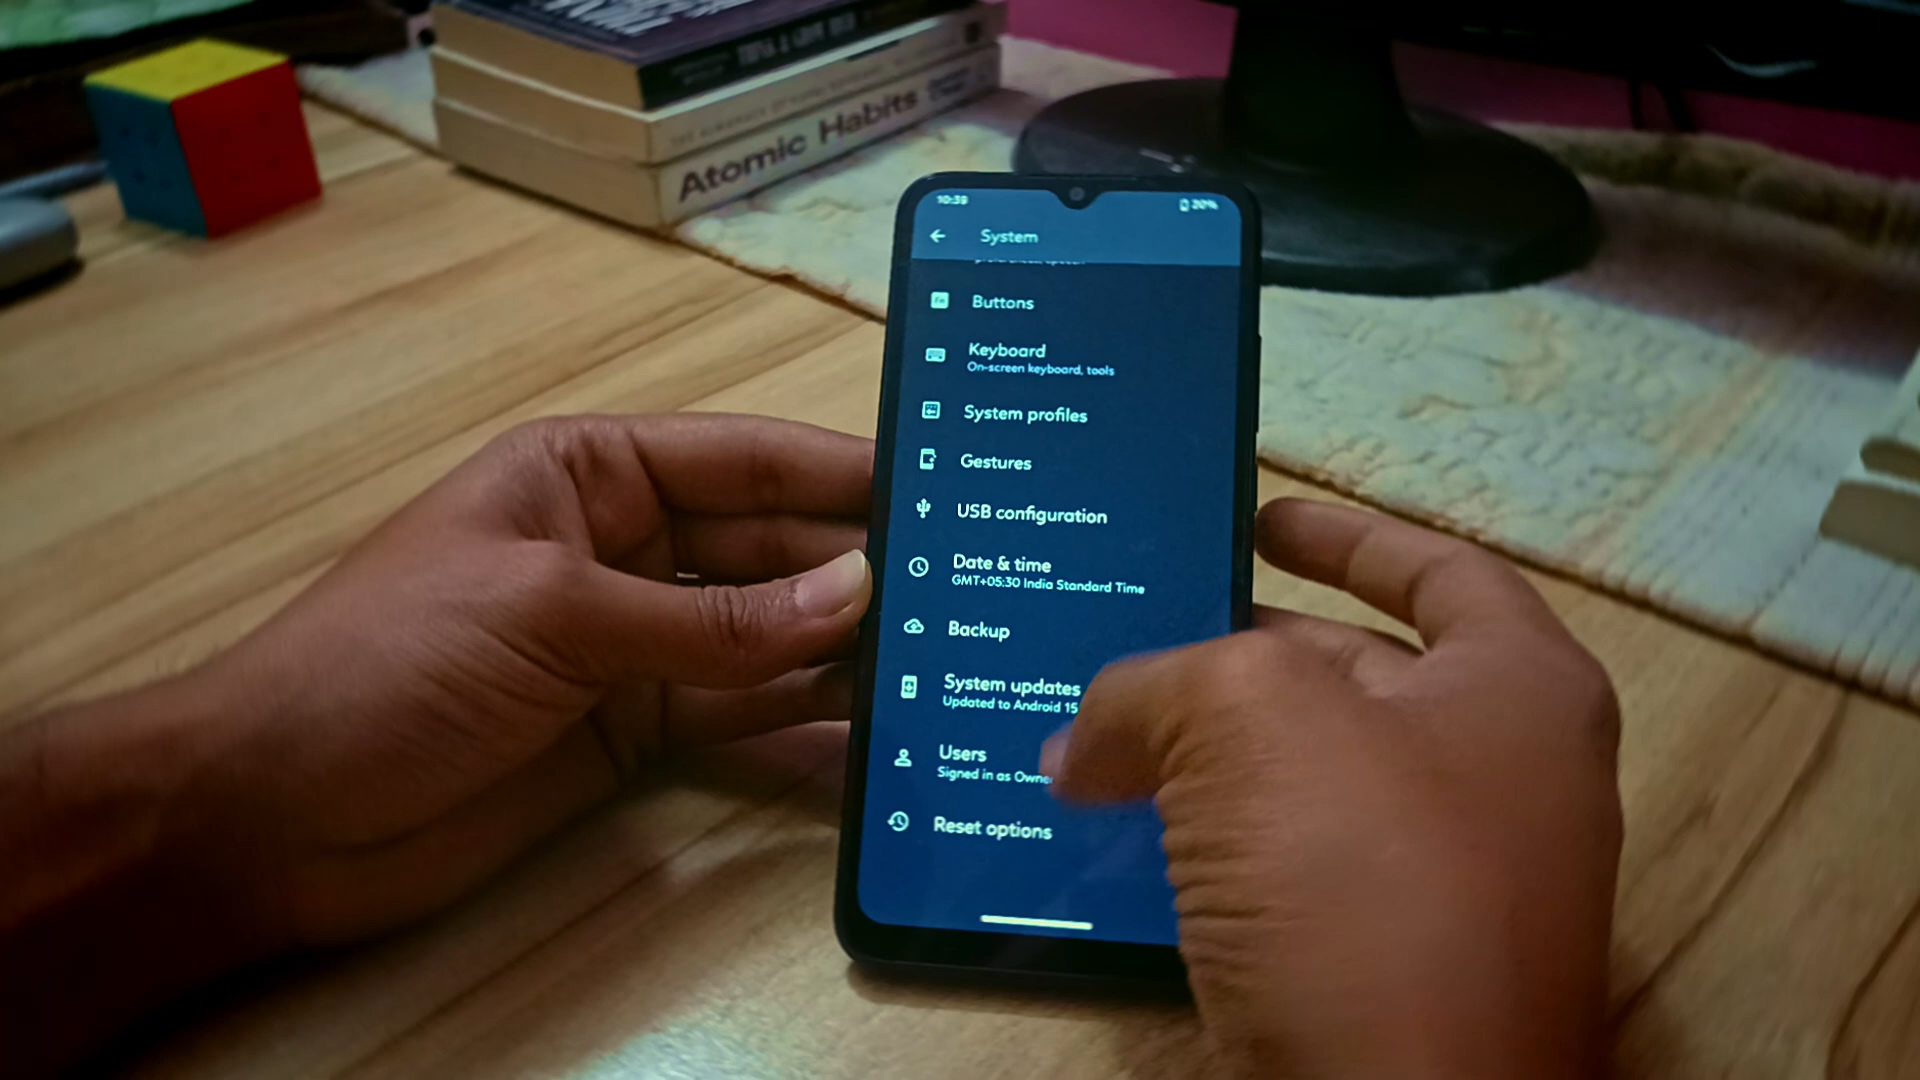 Atomic Habits
10:39
20%
System
Buttons
Keyboard
On-screen keyboard, tools
System profiles
Gestures
USB configuration
Date & time
GMT+05:30 India Standard Time
Backup
System updates
Updated to Android 15
Users
Signed in as
Reset options